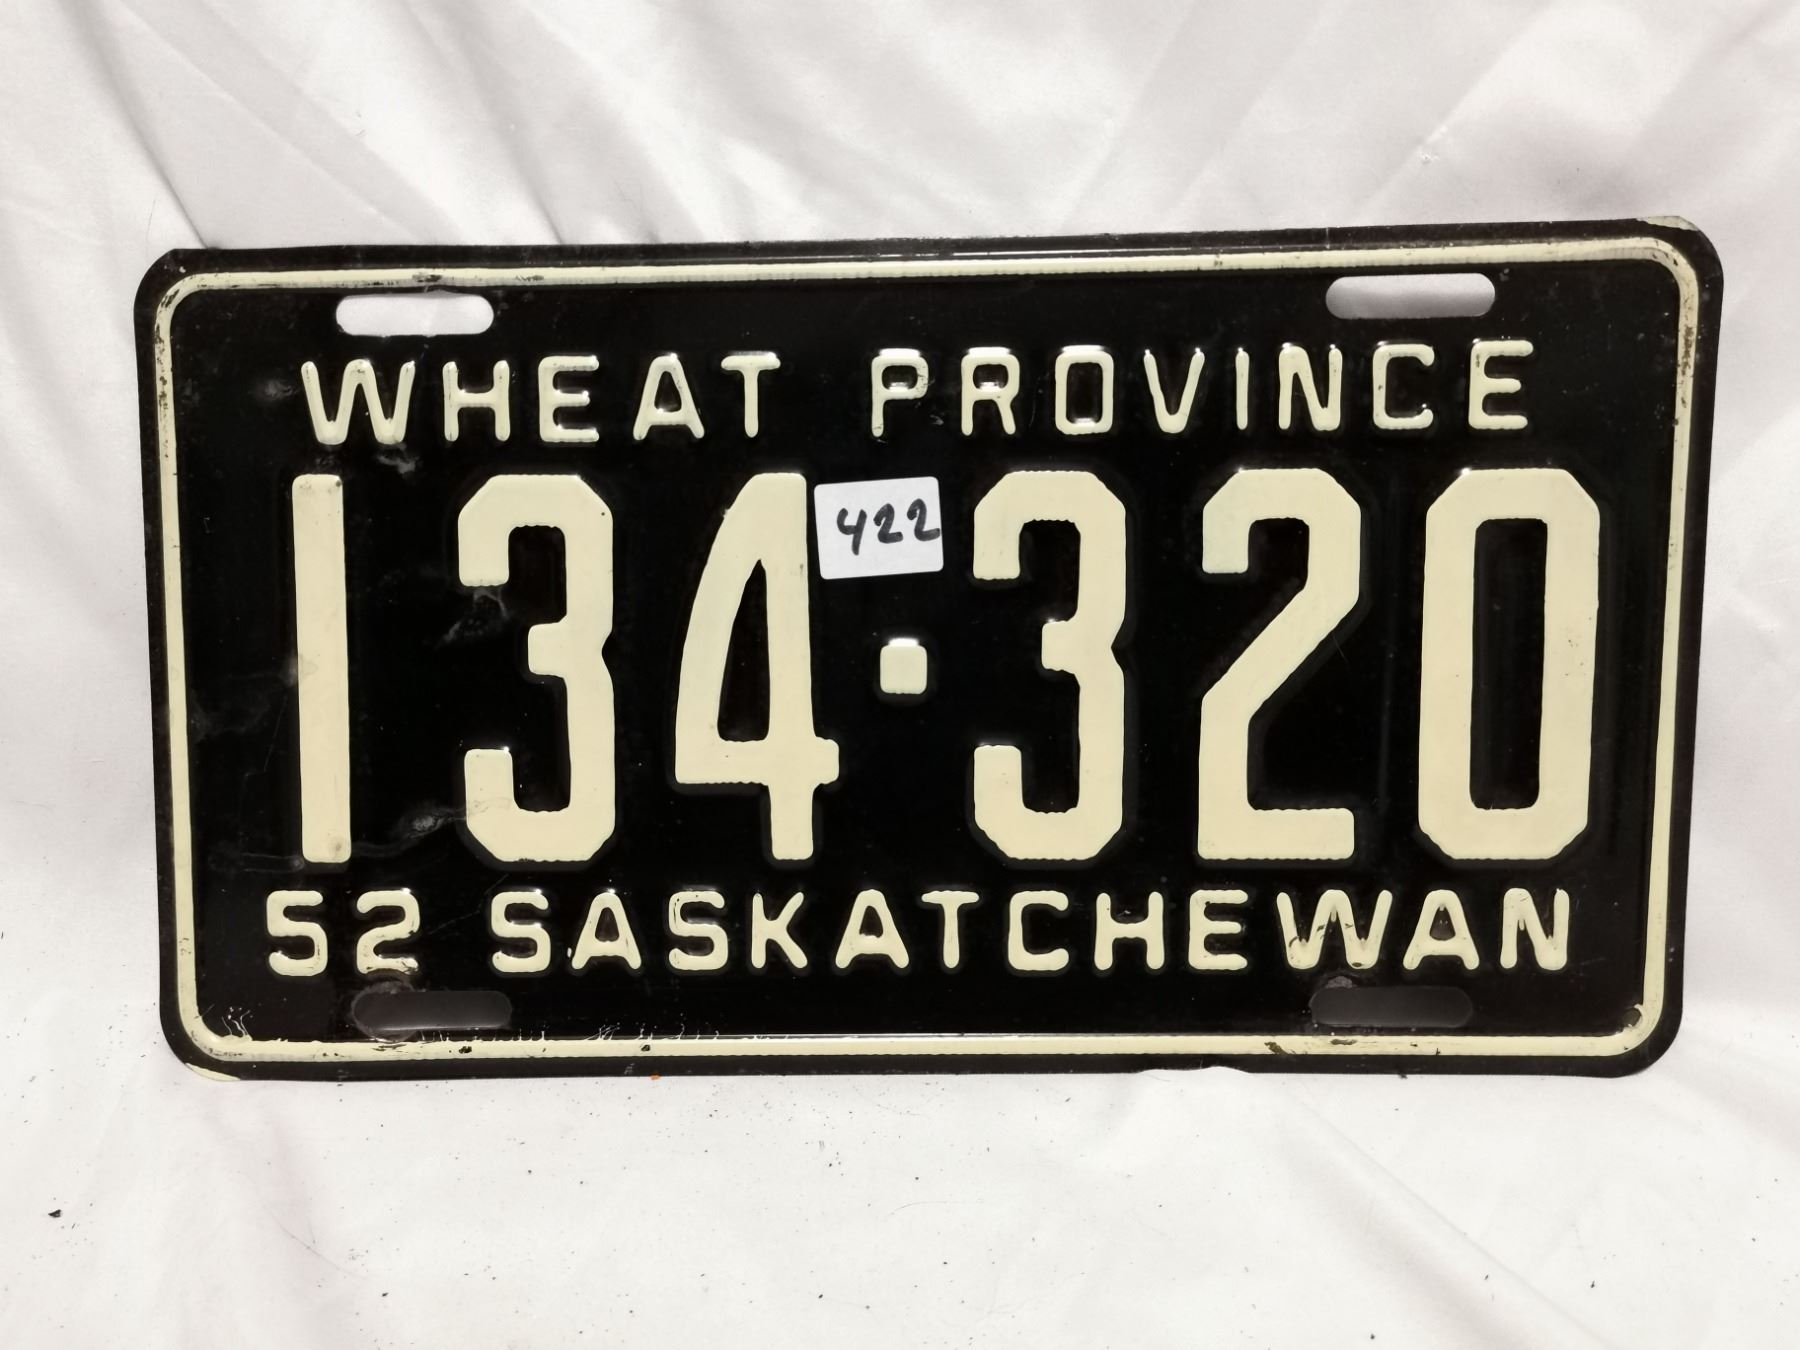 WHEAT PROVINCE
422
134·320
52 SASKATCHEWAN